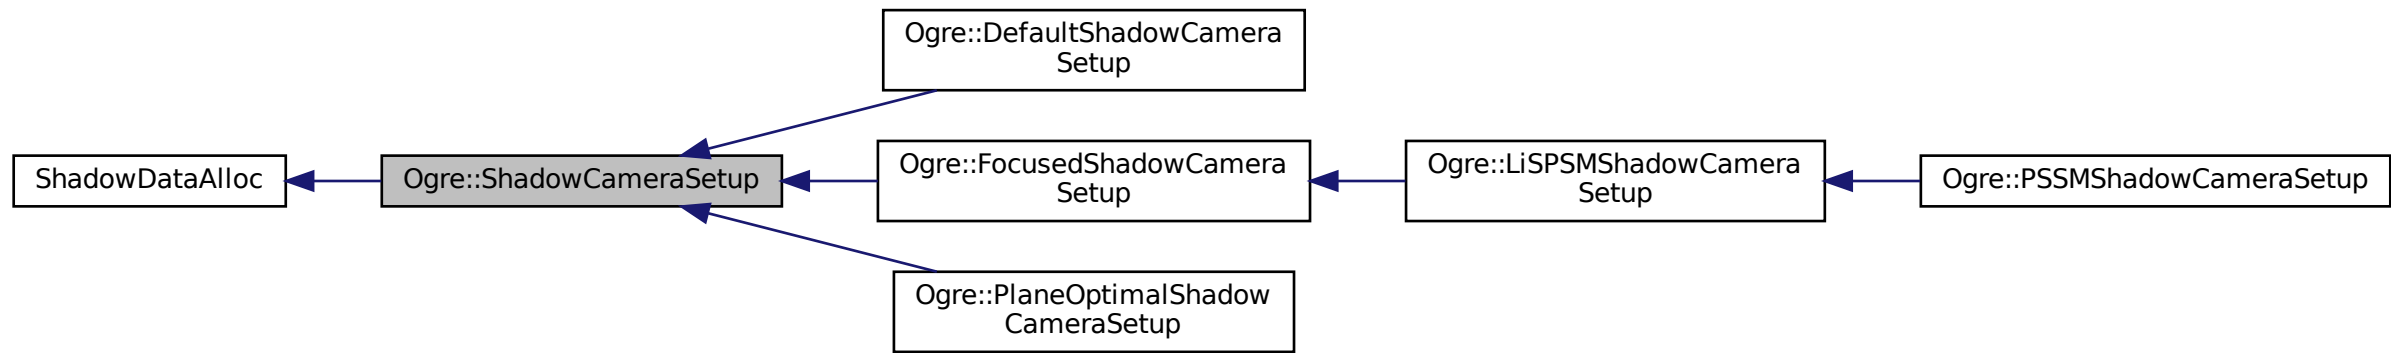 Ogre::DefaultShadowCamera
Setup
ShadowDataAlloc
Ogre::ShadowCameraSetup
Ogre::FocusedShadowCamera
Setup
Ogre::LiSPSMShadowCamera
Setup
Ogre::PSSMShadowCameraSetup
Ogre::PlaneOptimalShadow
CameraSetup